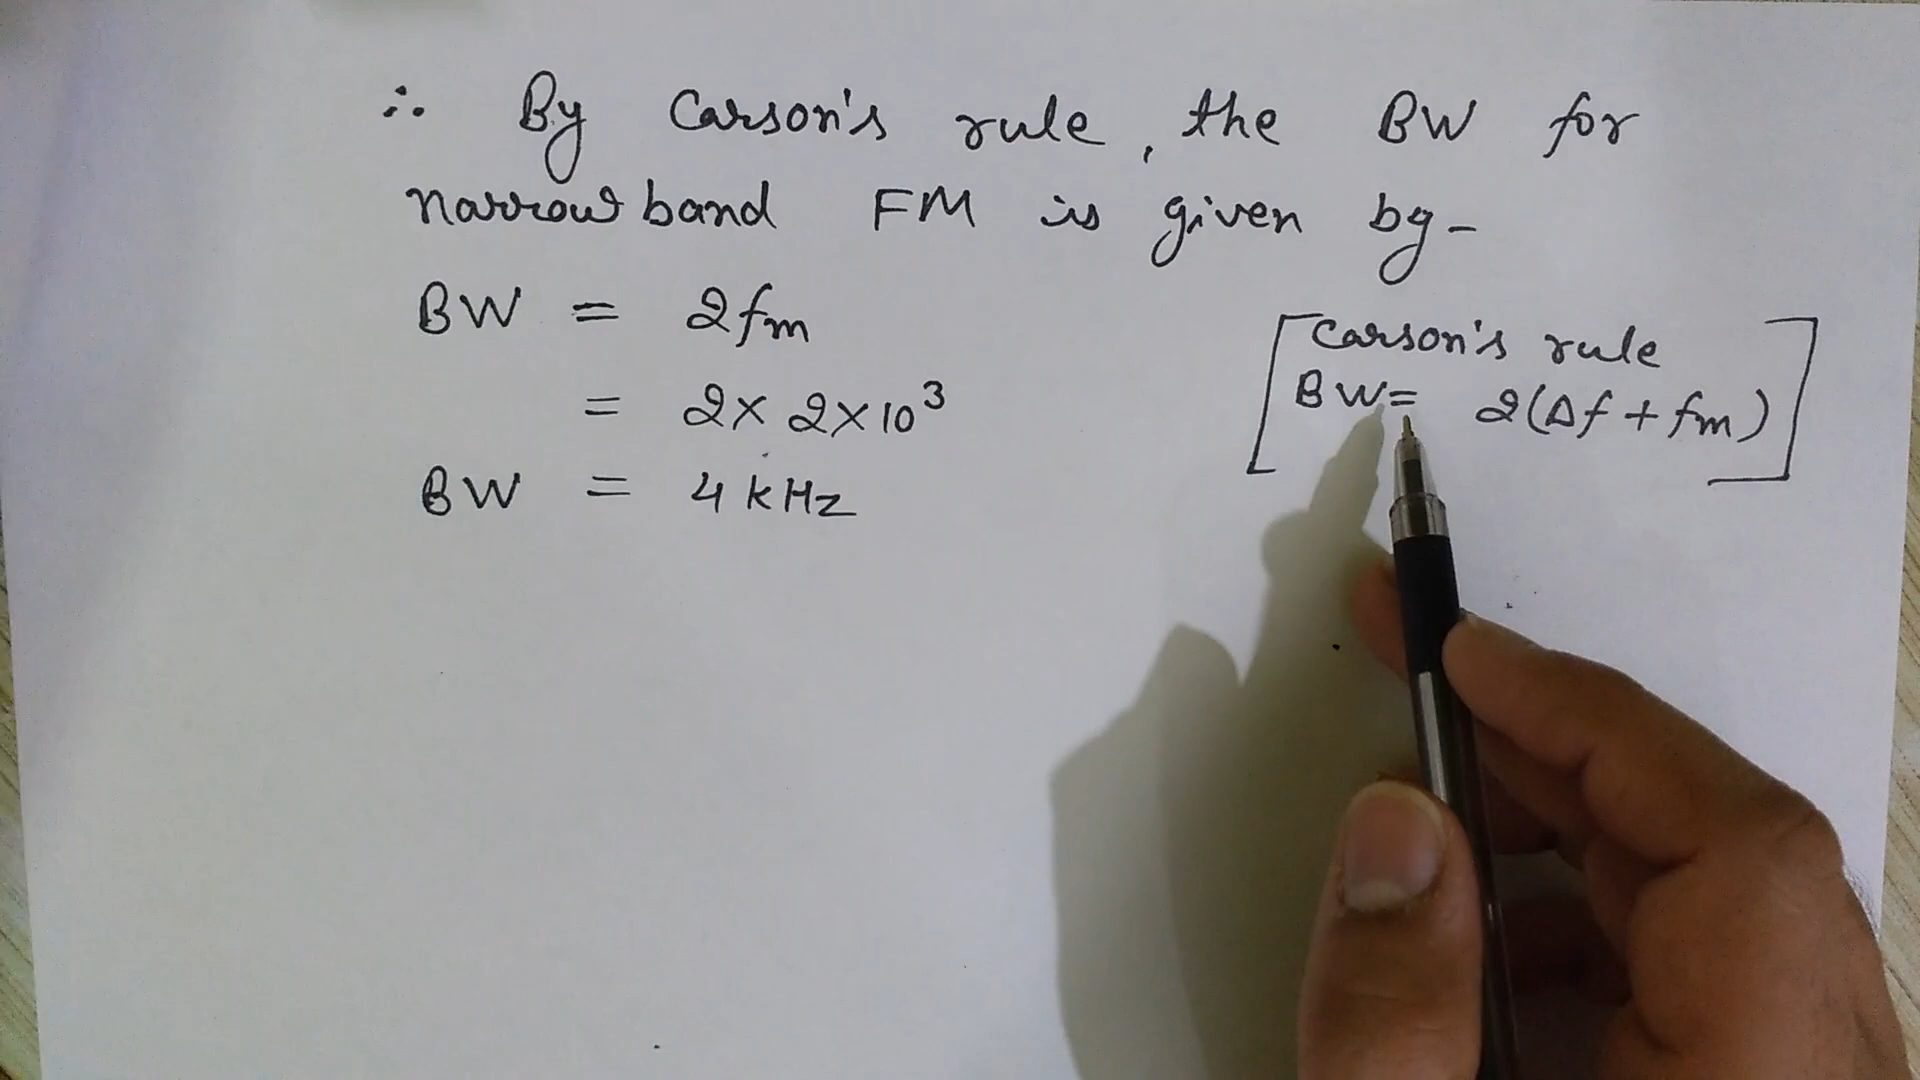 ∴ By Carson's rule, the BW for
narrow band FM is given by-
BW = 2fm
= 2× 2×10³
BW = 4 kHz
[Carson's rule
BW= 2(Δf + fm)]